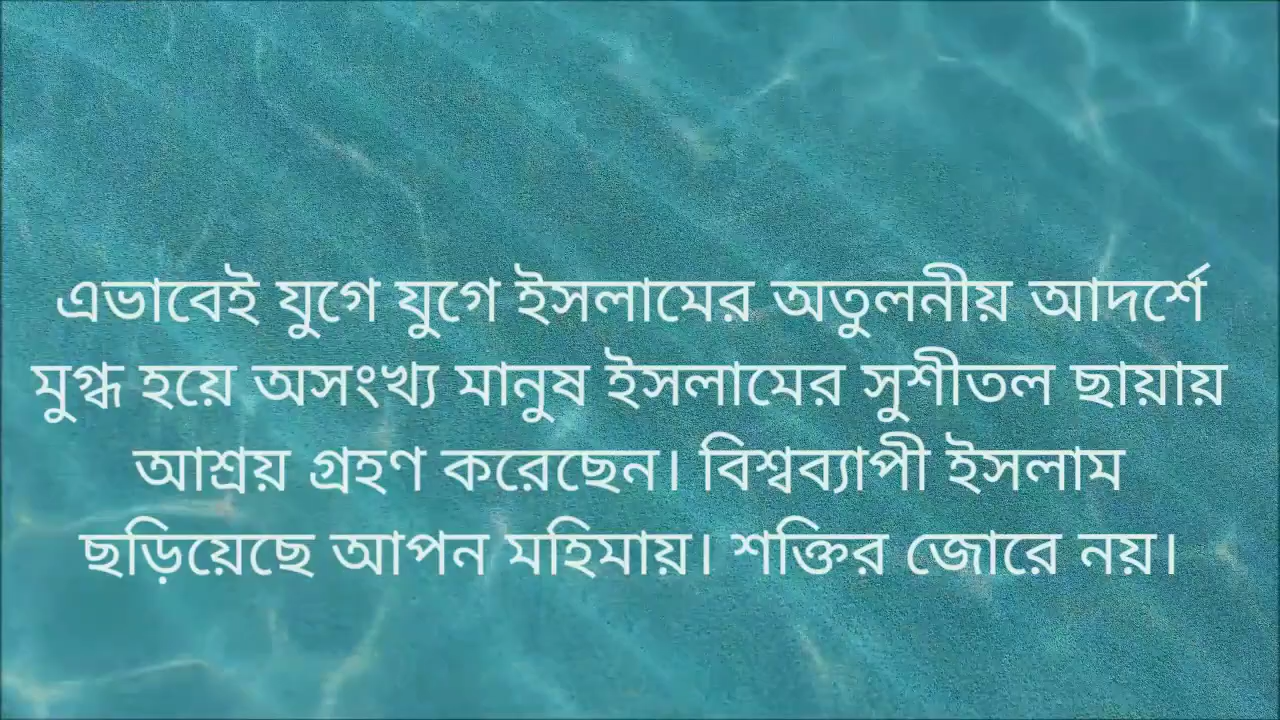 এভাবেই যুগে যুগে ইসলামের অতুলনীয় আদর্শে
মুগ্ধ হয়ে অসংখ্য মানুষ ইসলামের সুশীতল ছায়ায়
আশ্রয় গ্রহণ করেছেন। বিশ্বব্যাপী ইসলাম
ছড়িয়েছে আপন মহিমায়। শক্তির জোরে নয়।